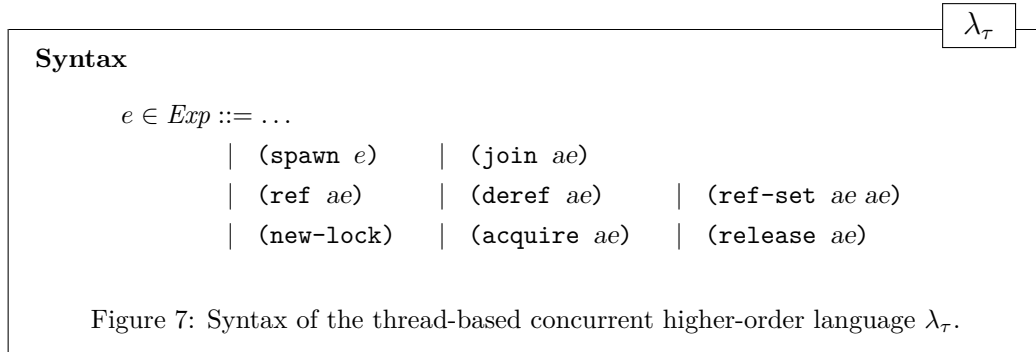 λτ
Syntax
e ∈ Exp ::= ...
| (spawn e) | (join ae)
| (ref ae) | (deref ae) | (ref-set ae ae)
| (new-lock) | (acquire ae) | (release ae)
Figure 7: Syntax of the thread-based concurrent higher-order language λτ.